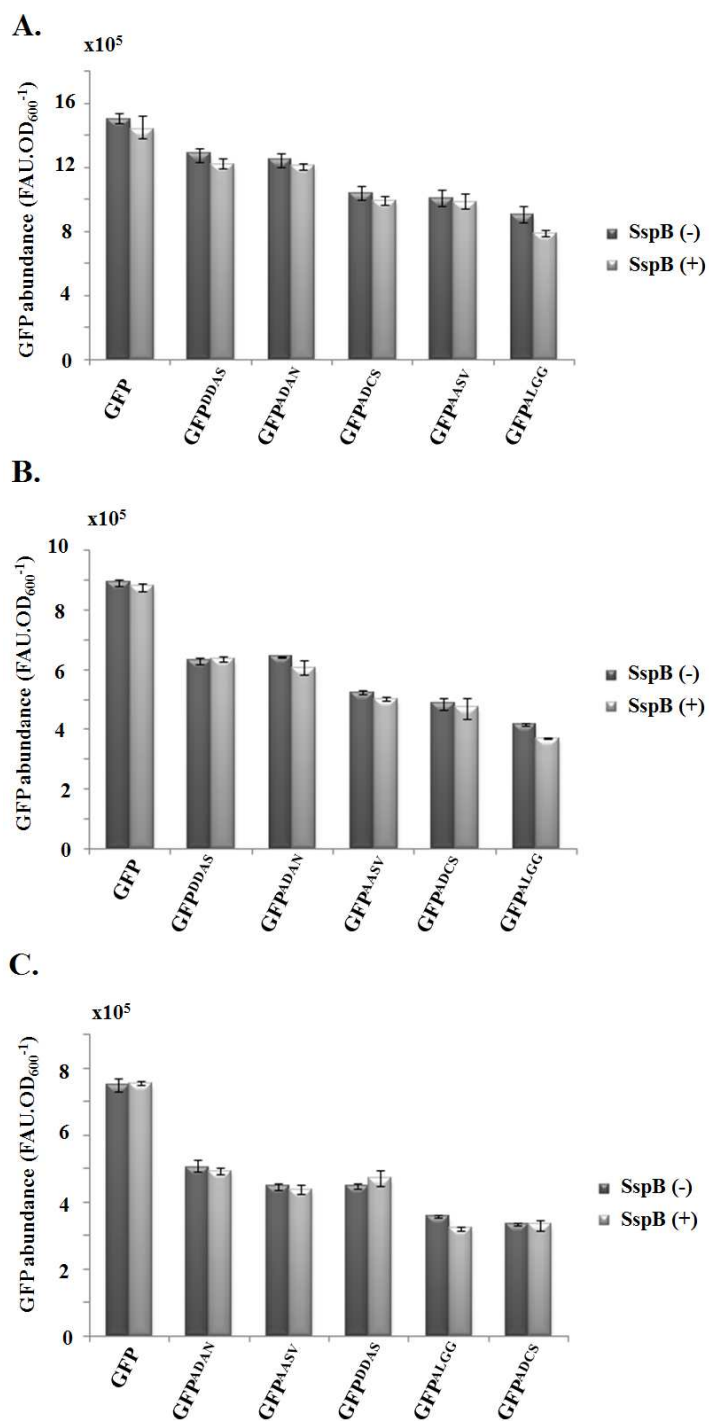 A.
x10⁵
GFP abundance (FAU.OD₆₀₀⁻¹)
16
12
8
4
0
GFP
GFPᴰᴰᴬˢ
GFPᴬᴰᴬᴺ
GFPᴬᴰꟲˢ
GFPᴬᴬˢⱽ
GFPᴬᴸᴳᴳ
SspB (-)
SspB (+)
B.
x10⁵
GFP abundance (FAU.OD₆₀₀⁻¹)
10
8
6
4
2
0
GFP
GFPᴰᴰᴬˢ
GFPᴬᴰᴬᴺ
GFPᴬᴬˢⱽ
GFPᴬᴰꟲˢ
GFPᴬᴸᴳᴳ
SspB (-)
SspB (+)
C.
x10⁵
GFP abundance (FAU.OD₆₀₀⁻¹)
8
6
4
2
0
GFP
GFPᴬᴰᴬᴺ
GFPᴬᴬˢⱽ
GFPᴰᴰᴬˢ
GFPᴬᴸᴳᴳ
GFPᴬᴰꟲˢ
SspB (-)
SspB (+)